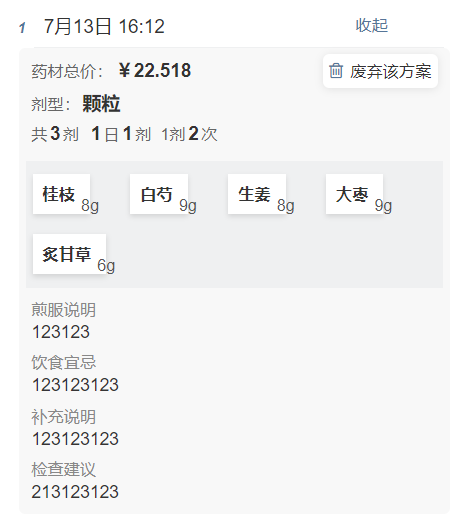 1 7月13日 16:12 收起
药材总价： ￥22.518 废弃该方案
剂型： 颗粒
共3剂 1日1剂 1剂2次
桂枝 8g 白芍 9g 生姜 8g 大枣 9g
炙甘草 6g
煎服说明
123123
饮食宜忌
123123123
补充说明
123123123
检查建议
213123123